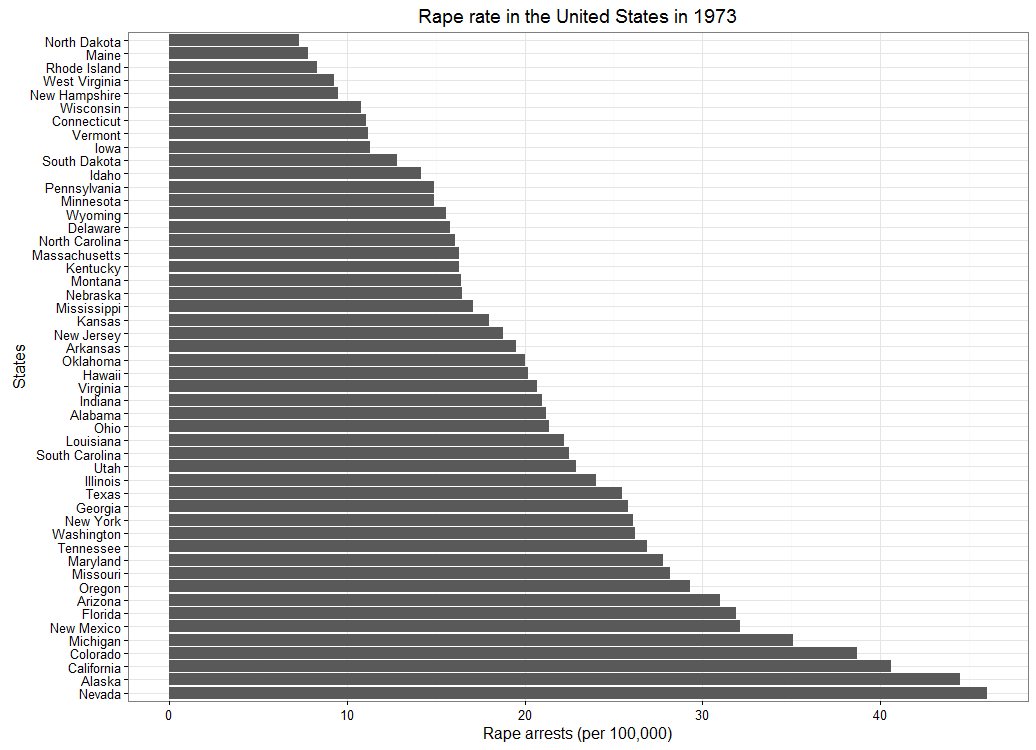 Rape rate in the United States in 1973
North Dakota
Maine
Rhode Island
West Virginia
New Hampshire
Wisconsin
Connecticut
Vermont
Iowa
South Dakota
Idaho
Pennsylvania
Minnesota
Wyoming
Delaware
North Carolina
Massachusetts
Kentucky
Montana
Nebraska
Mississippi
Kansas
New Jersey
Arkansas
Oklahoma
Hawaii
Virginia
Indiana
Alabama
Ohio
Louisiana
South Carolina
Utah
Illinois
Texas
Georgia
New York
Washington
Tennessee
Maryland
Missouri
Oregon
Arizona
Florida
New Mexico
Michigan
Colorado
California
Alaska
Nevada
States
0 10 20 30 40
Rape arrests (per 100,000)